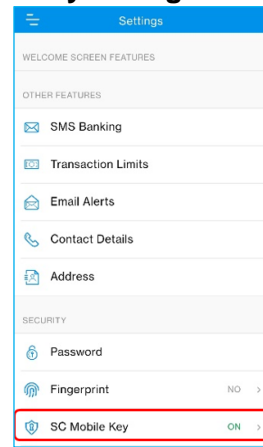 Settings
WELCOME SCREEN FEATURES
OTHER FEATURES
SMS Banking
Transaction Limits
Email Alerts
Contact Details
Address
SECURITY
Password
Fingerprint NO >
SC Mobile Key ON >